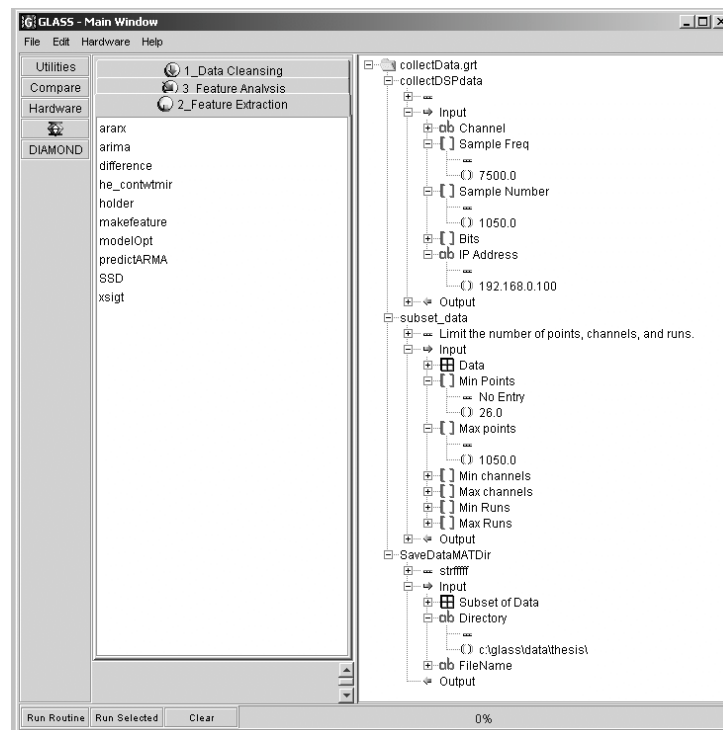 GLASS - Main Window
File Edit Hardware Help
Utilities
Compare
Hardware
DIAMOND
1_Data Cleansing
3_Feature Analysis
2_Feature Extraction
ararx
arima
difference
he_contwtmir
holder
makefeature
modelOpt
predictARMA
SSD
xsigt
collectData.grt
collectDSPdata
Input
ab Channel
[ ] Sample Freq
() 7500.0
[ ] Sample Number
() 1050.0
[ ] Bits
ab IP Address
() 192.168.0.100
Output
subset_data
Limit the number of points, channels, and runs.
Input
Data
[ ] Min Points
No Entry
() 26.0
[ ] Max points
() 1050.0
[ ] Min channels
[ ] Max channels
[ ] Min Runs
[ ] Max Runs
Output
SaveDataMATDir
strfffff
Input
Subset of Data
ab Directory
() c:\glass\data\thesis\
ab FileName
Output
Run Routine Run Selected Clear 0%